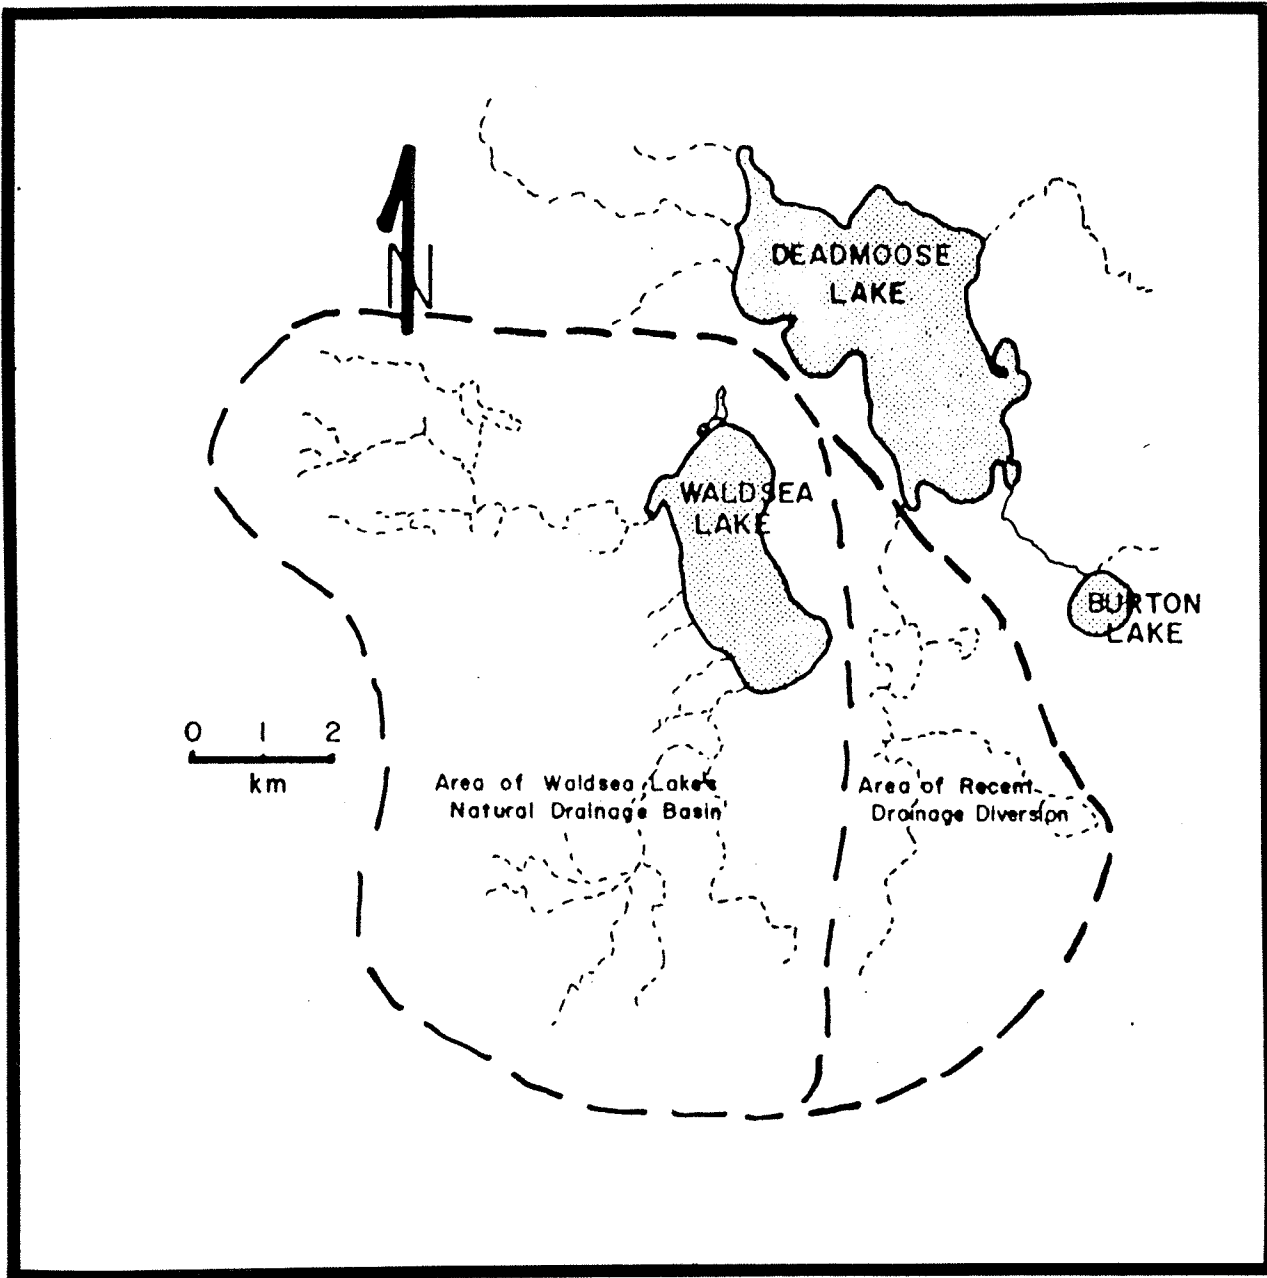 N
DEADMOOSE
LAKE
WALDSEA
LAKE
BURTON
LAKE
0 1 2
km
Area of Waldsea Lake's
Natural Drainage Basin
Area of Recent
Drainage Diversion